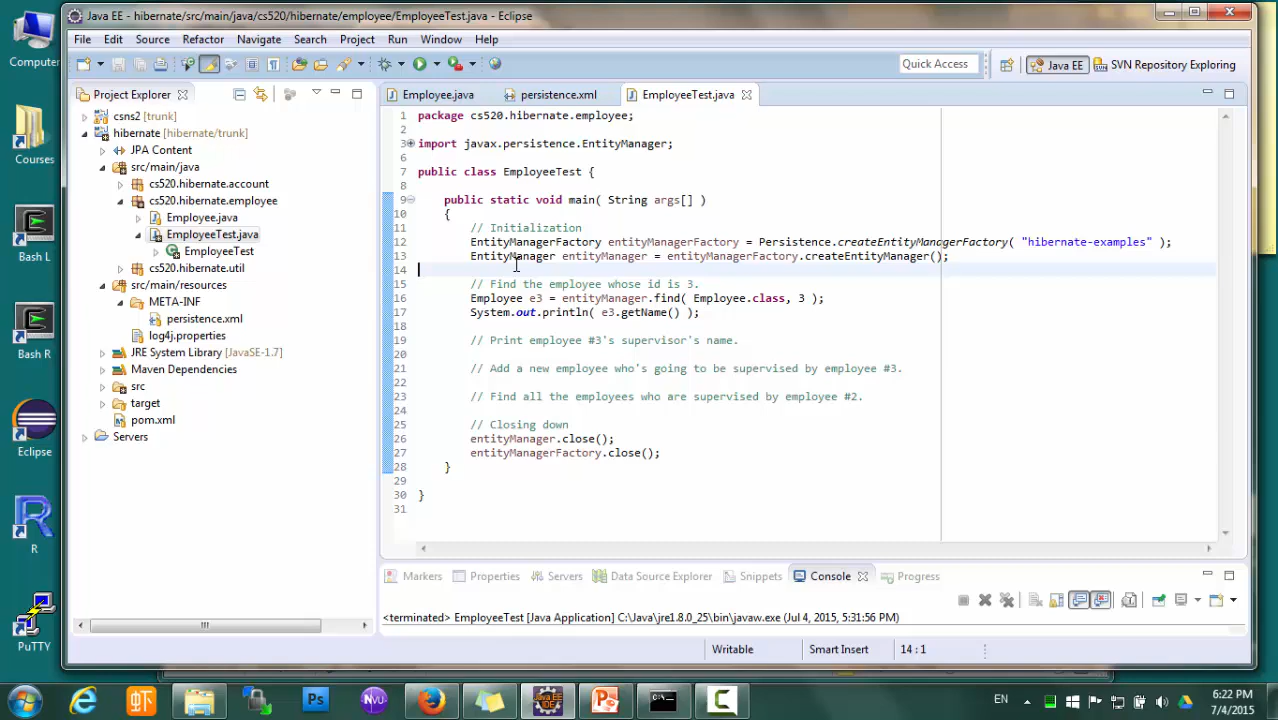 Java EE - hibernate/src/main/java/cs520/hibernate/employee/EmployeeTest.java - Eclipse
File Edit Source Refactor Navigate Search Project Run Window Help
Quick Access
Java EE
SVN Repository Exploring
Project Explorer
csns2 [trunk]
hibernate [hibernate/trunk]
JPA Content
src/main/java
cs520.hibernate.account
cs520.hibernate.employee
Employee.java
EmployeeTest.java
EmployeeTest
cs520.hibernate.util
src/main/resources
META-INF
persistence.xml
log4j.properties
JRE System Library [JavaSE-1.7]
Maven Dependencies
src
target
pom.xml
Servers
Employee.java
persistence.xml
EmployeeTest.java
1 package cs520.hibernate.employee;
2
3 import javax.persistence.EntityManager;
6
7 public class EmployeeTest {
8
9 public static void main( String args[] )
10 {
11 // Initialization
12 EntityManagerFactory entityManagerFactory = Persistence.createEntityManagerFactory( "hibernate-examples" );
13 EntityManager entityManager = entityManagerFactory.createEntityManager();
14
15 // Find the employee whose id is 3.
16 Employee e3 = entityManager.find( Employee.class, 3 );
17 System.out.println( e3.getName() );
18
19 // Print employee #3's supervisor's name.
20
21 // Add a new employee who's going to be supervised by employee #3.
22
23 // Find all the employees who are supervised by employee #2.
24
25 // Closing down
26 entityManager.close();
27 entityManagerFactory.close();
28 }
29
30 }
31
Markers Properties Servers Data Source Explorer Snippets Console Progress
<terminated> EmployeeTest [Java Application] C:\Java\jre1.8.0_25\bin\javaw.exe (Jul 4, 2015, 5:31:56 PM)
Writable Smart Insert 14 : 1
Computer
Courses
Bash L
Bash R
Eclipse
R
PuTTY
虾
Ps
NVU
Java EE
IDE
EN
6:22 PM
7/4/2015